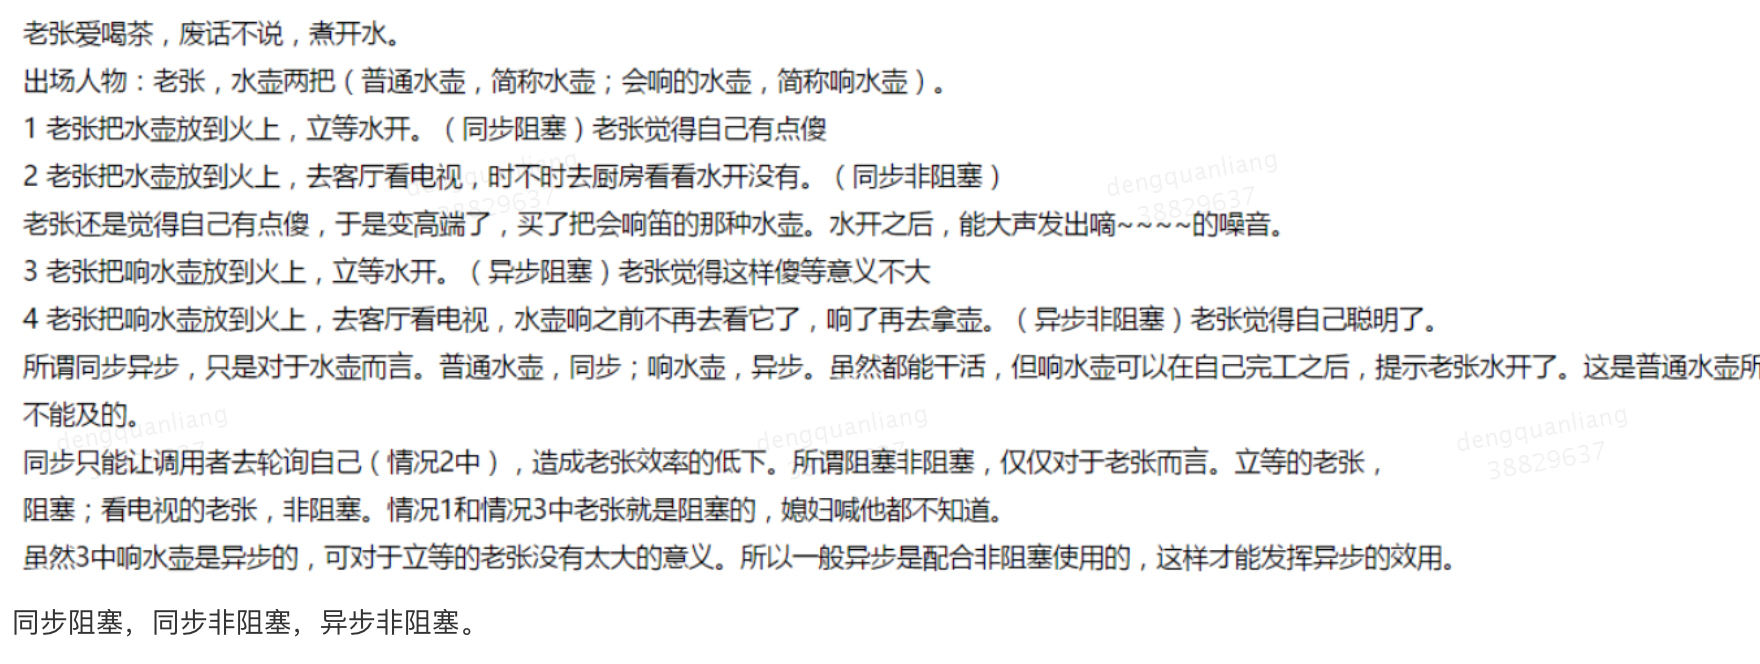 老张爱喝茶，废话不说，煮开水。
出场人物：老张，水壶两把（普通水壶，简称水壶；会响的水壶，简称响水壶）。
1 老张把水壶放到火上，立等水开。（同步阻塞）老张觉得自己有点傻
2 老张把水壶放到火上，去客厅看电视，时不时去厨房看看水开没有。（同步非阻塞）
老张还是觉得自己有点傻，于是变高端了，买了把会响笛的那种水壶。水开之后，能大声发出嘀~~~~的噪音。
3 老张把响水壶放到火上，立等水开。（异步阻塞）老张觉得这样傻等意义不大
4 老张把响水壶放到火上，去客厅看电视，水壶响之前不再去看它了，响了再去拿壶。（异步非阻塞）老张觉得自己聪明了。
所谓同步异步，只是对于水壶而言。普通水壶，同步；响水壶，异步。虽然都能干活，但响水壶可以在自己完工之后，提示老张水开了。这是普通水壶所
不能及的。
同步只能让调用者去轮询自己（情况2中），造成老张效率的低下。所谓阻塞非阻塞，仅仅对于老张而言。立等的老张，
阻塞；看电视的老张，非阻塞。情况1和情况3中老张就是阻塞的，媳妇喊他都不知道。
虽然3中响水壶是异步的，可对于立等的老张没有太大的意义。所以一般异步是配合非阻塞使用的，这样才能发挥异步的效用。
同步阻塞，同步非阻塞，异步非阻塞。
dengquanliang
38829637
dengquanliang
38829637
dengquanliang
dengquanliang
dengquanliang
38829637